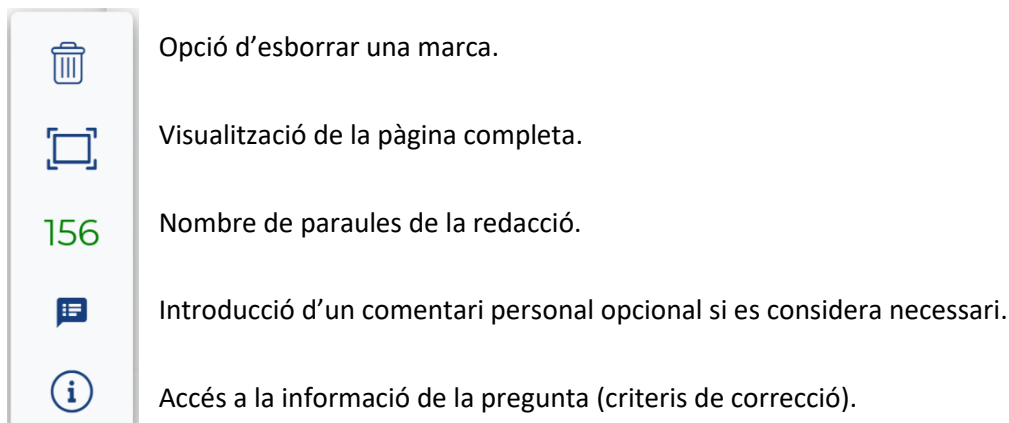 Opció d’esborrar una marca.
Visualització de la pàgina completa.
156 Nombre de paraules de la redacció.
Introducció d’un comentari personal opcional si es considera necessari.
i Accés a la informació de la pregunta (criteris de correcció).